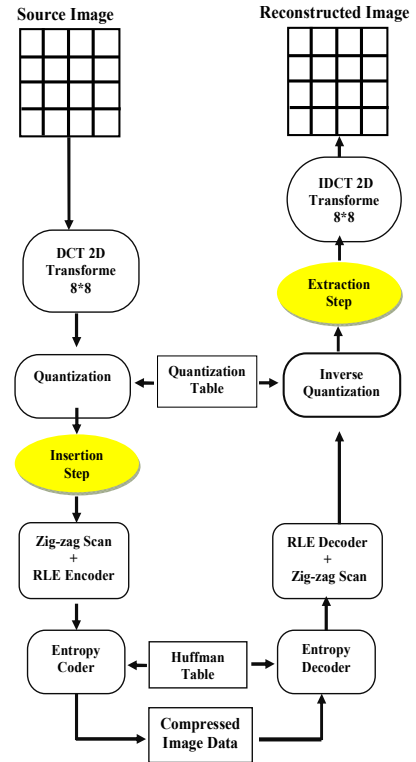 Source Image
Reconstructed Image
IDCT 2D
Transforme
8*8
DCT 2D
Transforme
8*8
Extraction
Step
Quantization
Quantization
Table
Inverse
Quantization
Insertion
Step
Zig-zag Scan
+
RLE Encoder
RLE Decoder
+
Zig-zag Scan
Entropy
Coder
Huffman
Table
Entropy
Decoder
Compressed
Image Data